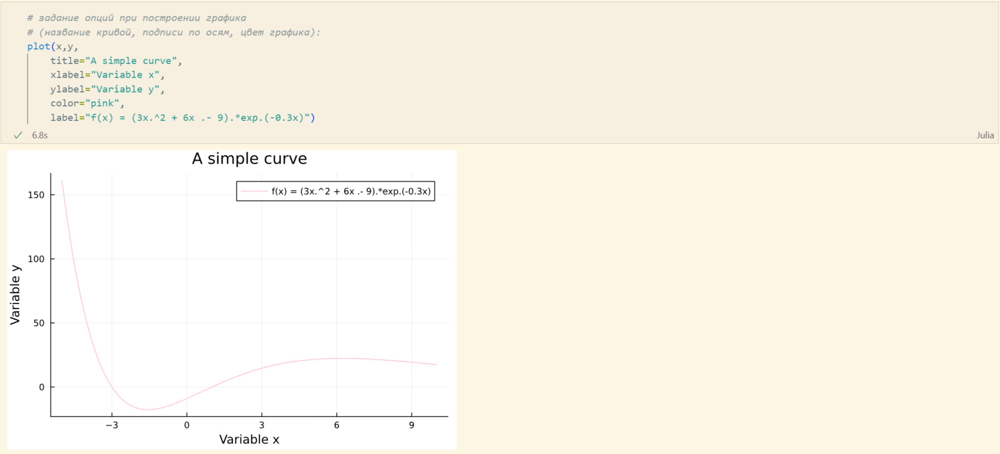 # задание опций при построении графика
# (название кривой, подписи по осям, цвет графика):
plot(x,y,
    title="A simple curve",
    xlabel="Variable x",
    ylabel="Variable y",
    color="pink",
    label="f(x) = (3x.^2 + 6x .- 9).*exp.(-0.3x)")
6.8s
Julia
A simple curve
f(x) = (3x.^2 + 6x .- 9).*exp.(-0.3x)
150
100
50
0
Variable y
−3 0 3 6 9
Variable x